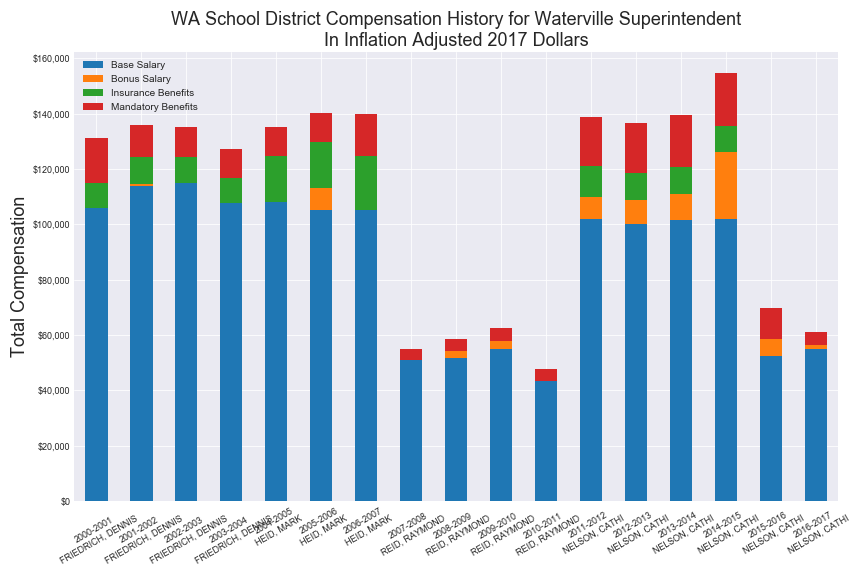 WA School District Compensation History for Waterville Superintendent
In Inflation Adjusted 2017 Dollars
Base Salary
Bonus Salary
Insurance Benefits
Mandatory Benefits
Total Compensation
$160,000
$140,000
$120,000
$100,000
$80,000
$60,000
$40,000
$20,000
$0
2000-2001
FRIEDRICH, DENNIS
2001-2002
FRIEDRICH, DENNIS
2002-2003
FRIEDRICH, DENNIS
2003-2004
FRIEDRICH, DENNIS
2004-2005
HEID, MARK
2005-2006
HEID, MARK
2006-2007
HEID, MARK
2007-2008
REID, RAYMOND
2008-2009
REID, RAYMOND
2009-2010
REID, RAYMOND
2010-2011
REID, RAYMOND
2011-2012
NELSON, CATHI
2012-2013
NELSON, CATHI
2013-2014
NELSON, CATHI
2014-2015
NELSON, CATHI
2015-2016
NELSON, CATHI
2016-2017
NELSON, CATHI